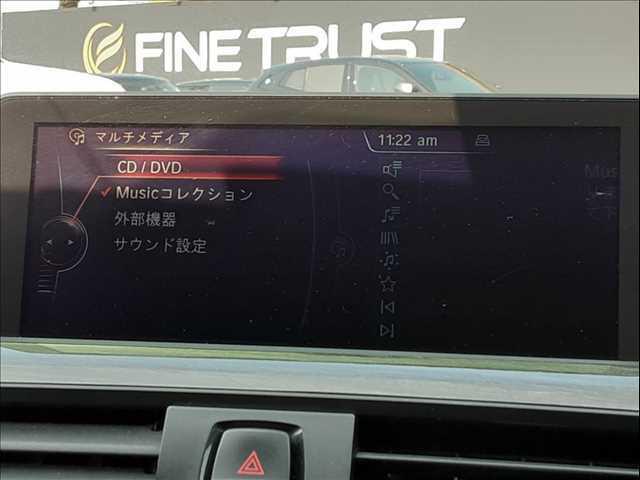 FINE TRUST
マルチメディア
11:22 am
CD / DVD
Musicコレクション
外部機器
サウンド設定